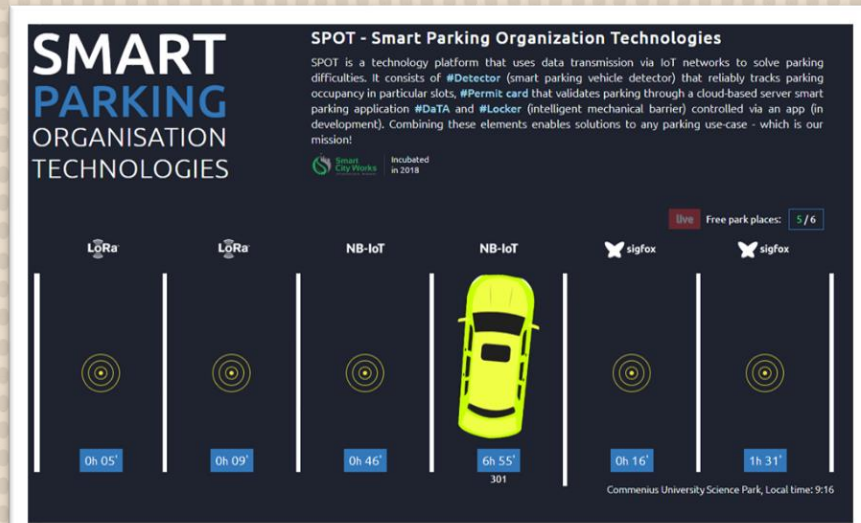 SMART
PARKING
ORGANISATION
TECHNOLOGIES
SPOT - Smart Parking Organization Technologies
SPOT is a technology platform that uses data transmission via IoT networks to solve parking
difficulties. It consists of #Detector (smart parking vehicle detector) that reliably tracks parking
occupancy in particular slots, #Permit card that validates parking through a cloud-based server smart
parking application #DaTA and #Locker (intelligent mechanical barrier) controlled via an app (in
development). Combining these elements enables solutions to any parking use-case - which is our
mission!
Smart
City Works
Incubated
in 2018
live Free park places: 5/6
LoRa LoRa NB-IoT NB-IoT sigfox sigfox
0h 05' 0h 09' 0h 46' 6h 55' 0h 16' 1h 31'
301
Commenius University Science Park, Local time: 9:16